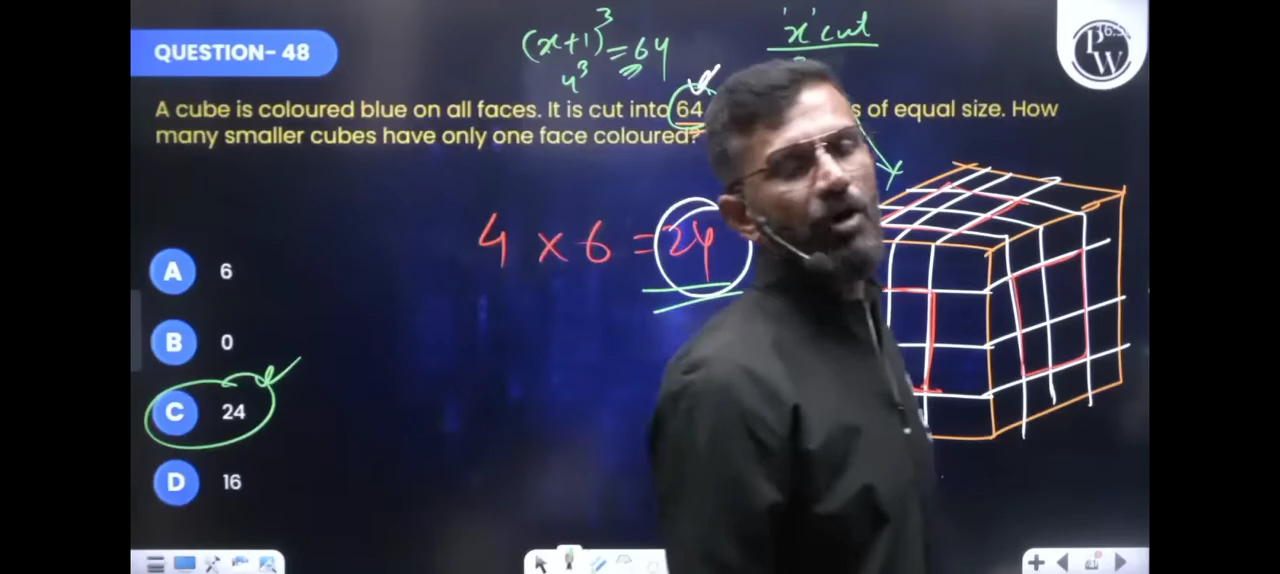 QUESTION- 48
(x+1)³ = 64
4³
'x' cut
PW
A cube is coloured blue on all faces. It is cut into 64 s of equal size. How
many smaller cubes have only one face coloured?
4 × 6 = 24
A 6
B 0
C 24
D 16